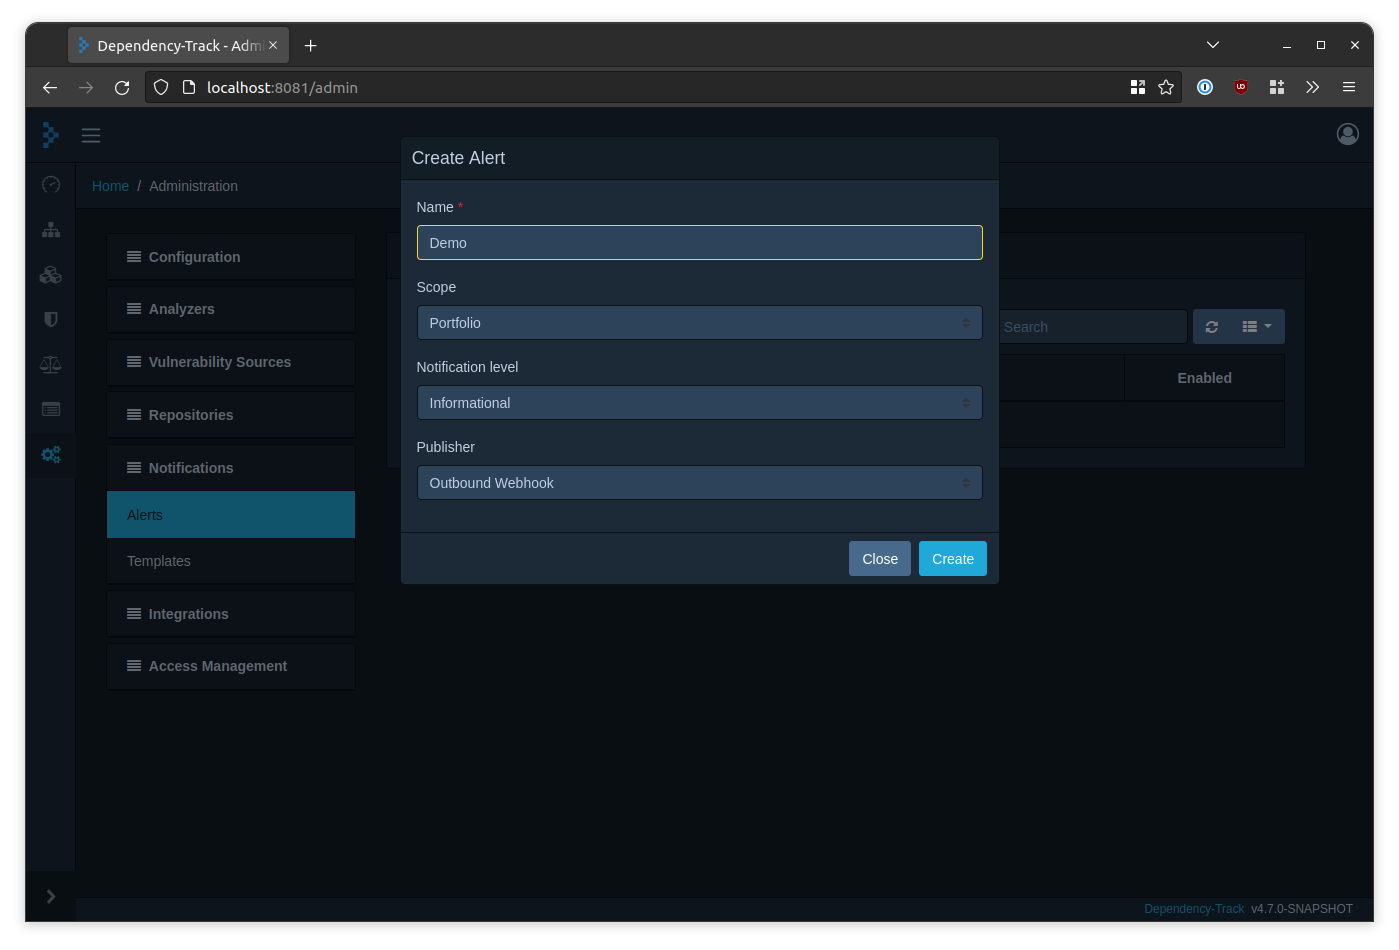 Dependency-Track - Admi
localhost:8081/admin
Create Alert
Home / Administration
Name *
Demo
Scope
Portfolio
Notification level
Informational
Publisher
Outbound Webhook
Close
Create
Configuration
Analyzers
Vulnerability Sources
Repositories
Notifications
Alerts
Templates
Integrations
Access Management
Search
Enabled
Dependency-Track v4.7.0-SNAPSHOT